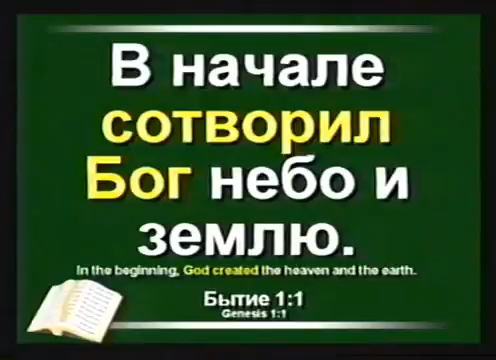 В начале
сотворил
Бог небо и
землю.
In the beginning, God created the heaven and the earth.
Бытие 1:1
Genesis 1:1